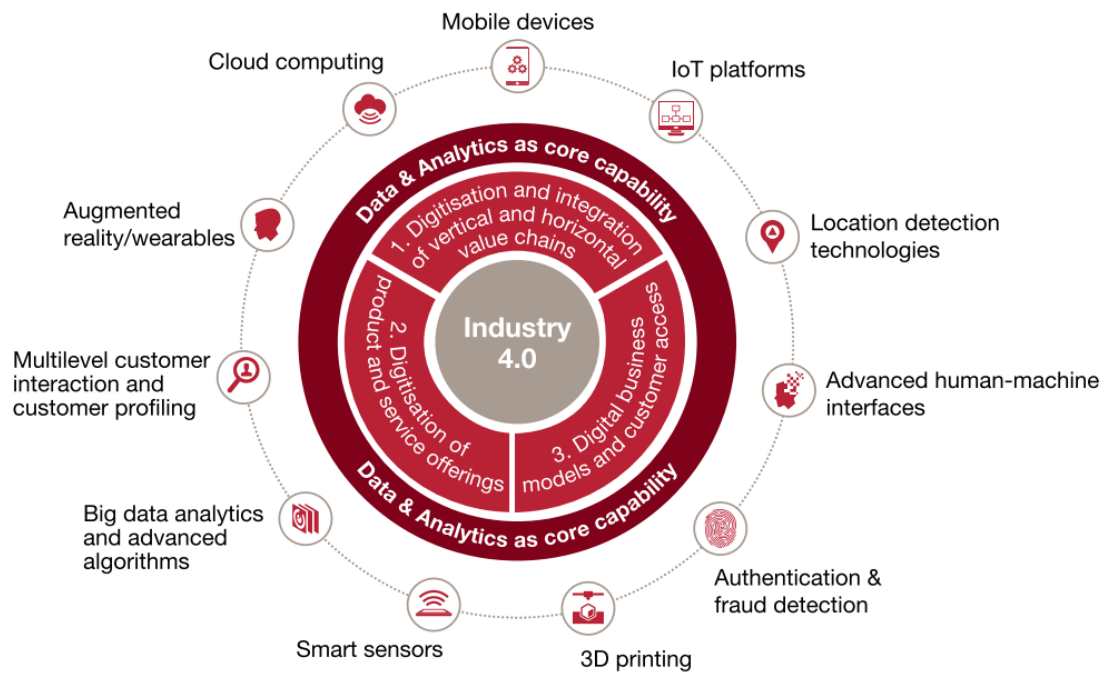 Mobile devices
Cloud computing
IoT platforms
Augmented
reality/wearables
Location detection
technologies
Multilevel customer
interaction and
customer profiling
Advanced human-machine
interfaces
Big data analytics
and advanced
algorithms
Authentication &
fraud detection
Smart sensors
3D printing
Data & Analytics as core capability
1. Digitisation and integration
of vertical and horizontal
value chains
2. Digitisation of
product and service offerings
3. Digital business
models and customer access
Industry
4.0
Data & Analytics as core capability